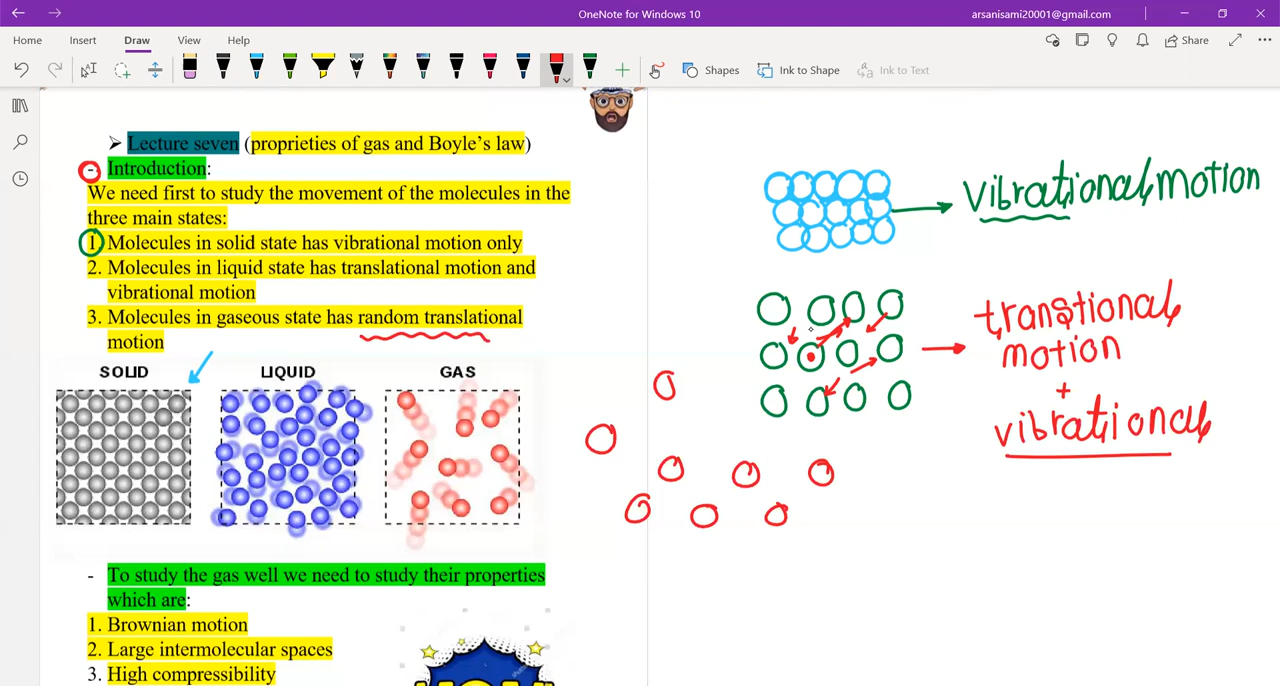 OneNote for Windows 10
arsanisami20001@gmail.com
Home Insert Draw View Help
Share
Shapes
Ink to Shape
Ink to Text
➢ Lecture seven (proprieties of gas and Boyle's law)
- Introduction:
We need first to study the movement of the molecules in the
three main states:
1. Molecules in solid state has vibrational motion only
2. Molecules in liquid state has translational motion and
vibrational motion
3. Molecules in gaseous state has random translational
motion
SOLID LIQUID GAS
- To study the gas well we need to study their properties
which are:
1. Brownian motion
2. Large intermolecular spaces
3. High compressibility
vibrational motion
transtional
motion
+
vibrational